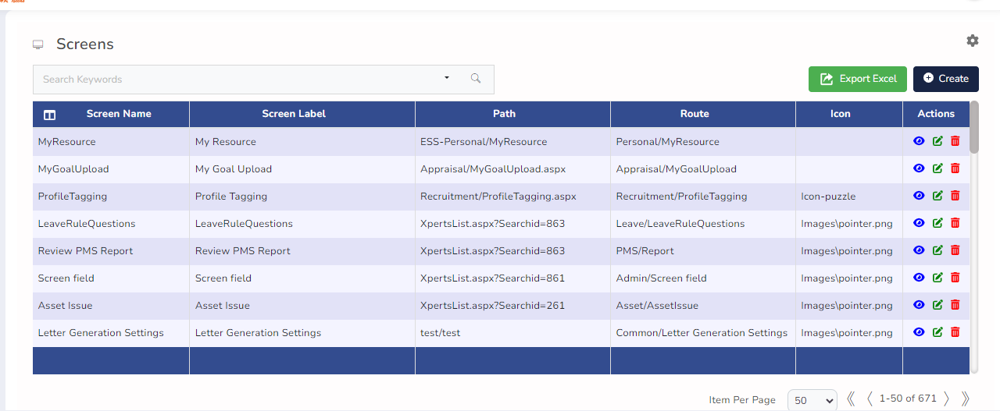 Screens
Search Keywords
Export Excel
Create
Screen Name Screen Label Path Route Icon Actions
MyResource My Resource ESS-Personal/MyResource Personal/MyResource
MyGoalUpload My Goal Upload Appraisal/MyGoalUpload.aspx Appraisal/MyGoalUpload
ProfileTagging Profile Tagging Recruitment/ProfileTagging.aspx Recruitment/ProfileTagging Icon-puzzle
LeaveRuleQuestions LeaveRuleQuestions XpertsList.aspx?Searchid=863 Leave/LeaveRuleQuestions Images\pointer.png
Review PMS Report Review PMS Report XpertsList.aspx?Searchid=863 PMS/Report Images\pointer.png
Screen field Screen field XpertsList.aspx?Searchid=861 Admin/Screen field Images\pointer.png
Asset Issue Asset Issue XpertsList.aspx?Searchid=261 Asset/AssetIssue Images\pointer.png
Letter Generation Settings Letter Generation Settings test/test Common/Letter Generation Settings Images\pointer.png
Item Per Page 50 1-50 of 671